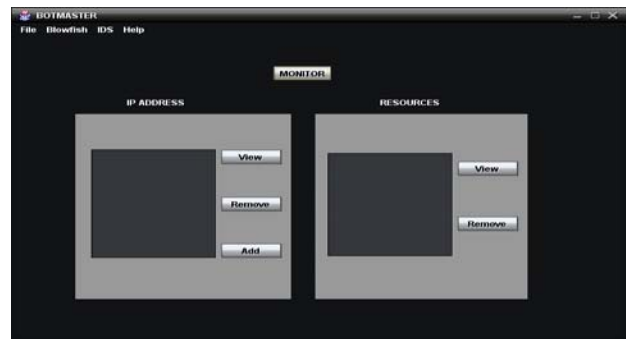 BOTMASTER
File Blowfish IDS Help
MONITOR
IP ADDRESS RESOURCES
View
View
Remove
Remove
Add